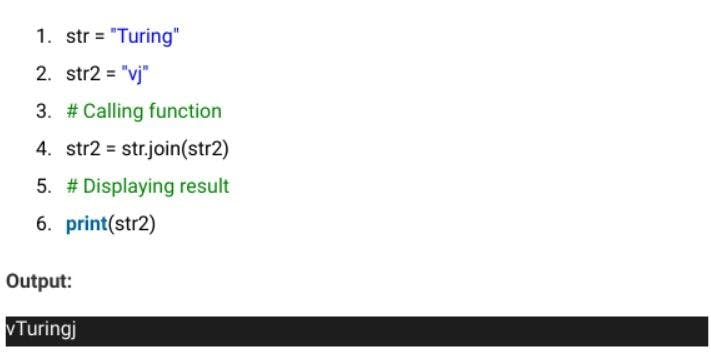 1. str = "Turing"
2. str2 = "vj"
3. # Calling function
4. str2 = str.join(str2)
5. # Displaying result
6. print(str2)
Output:
vTuringj